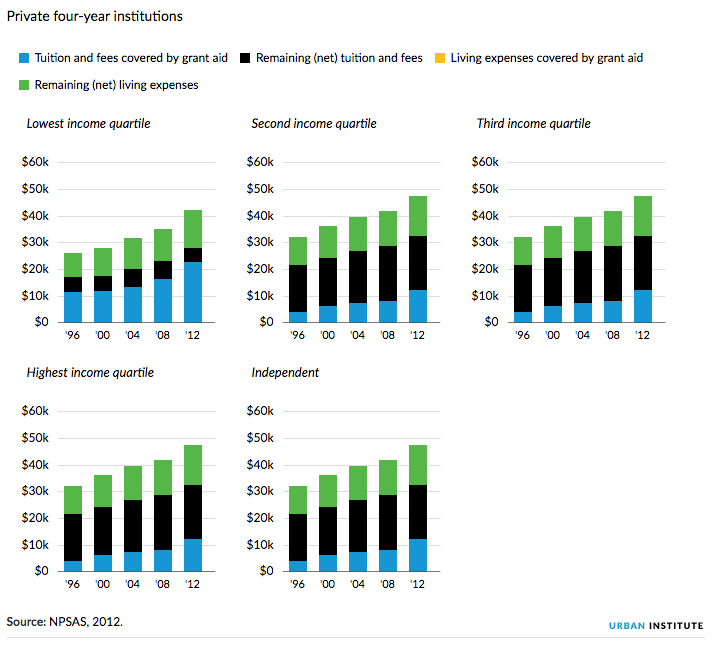 Private four-year institutions
Tuition and fees covered by grant aid Remaining (net) tuition and fees Living expenses covered by grant aid
Remaining (net) living expenses
Lowest income quartile Second income quartile Third income quartile
$60k $60k $60k
$50k $50k $50k
$40k $40k $40k
$30k $30k $30k
$20k $20k $20k
$10k $10k $10k
$0 $0 $0
'96 '00 '04 '08 '12 '96 '00 '04 '08 '12 '96 '00 '04 '08 '12
Highest income quartile Independent
$60k $60k
$50k $50k
$40k $40k
$30k $30k
$20k $20k
$10k $10k
$0 $0
'96 '00 '04 '08 '12 '96 '00 '04 '08 '12
Source: NPSAS, 2012. URBAN INSTITUTE